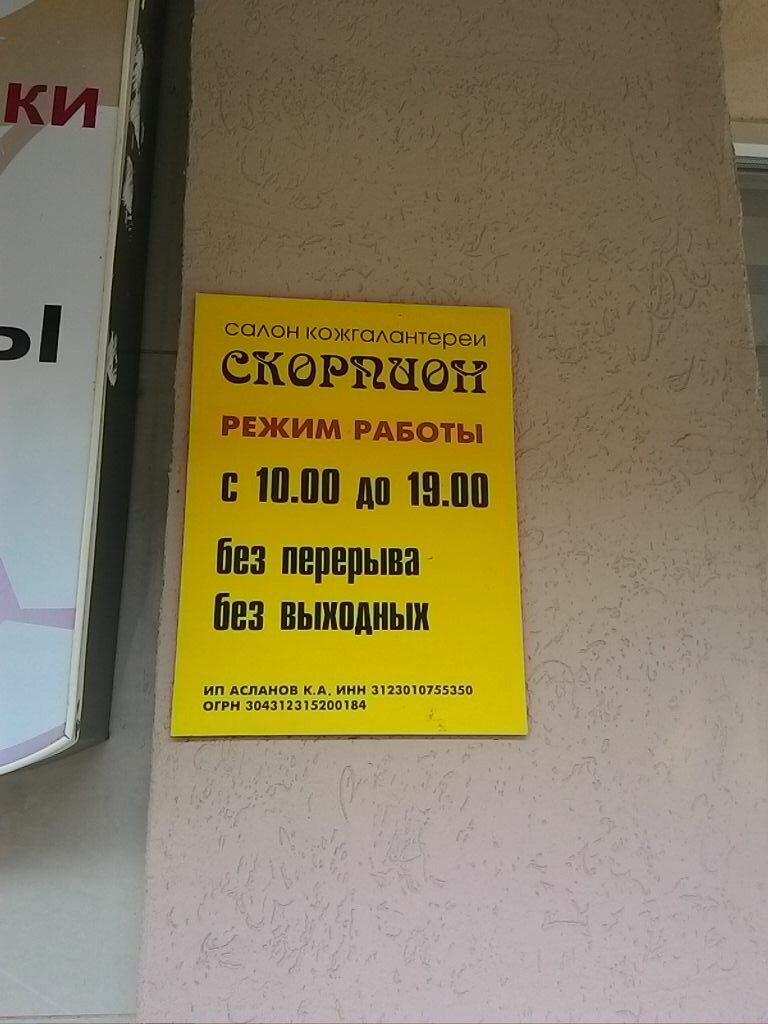 ки
ы
салон кожгалантереи
СКОРПИОН
РЕЖИМ РАБОТЫ
с 10.00 до 19.00
без перерыва
без выходных
ИП АСЛАНОВ К.А, ИНН 3123010755350
ОГРН 304312315200184